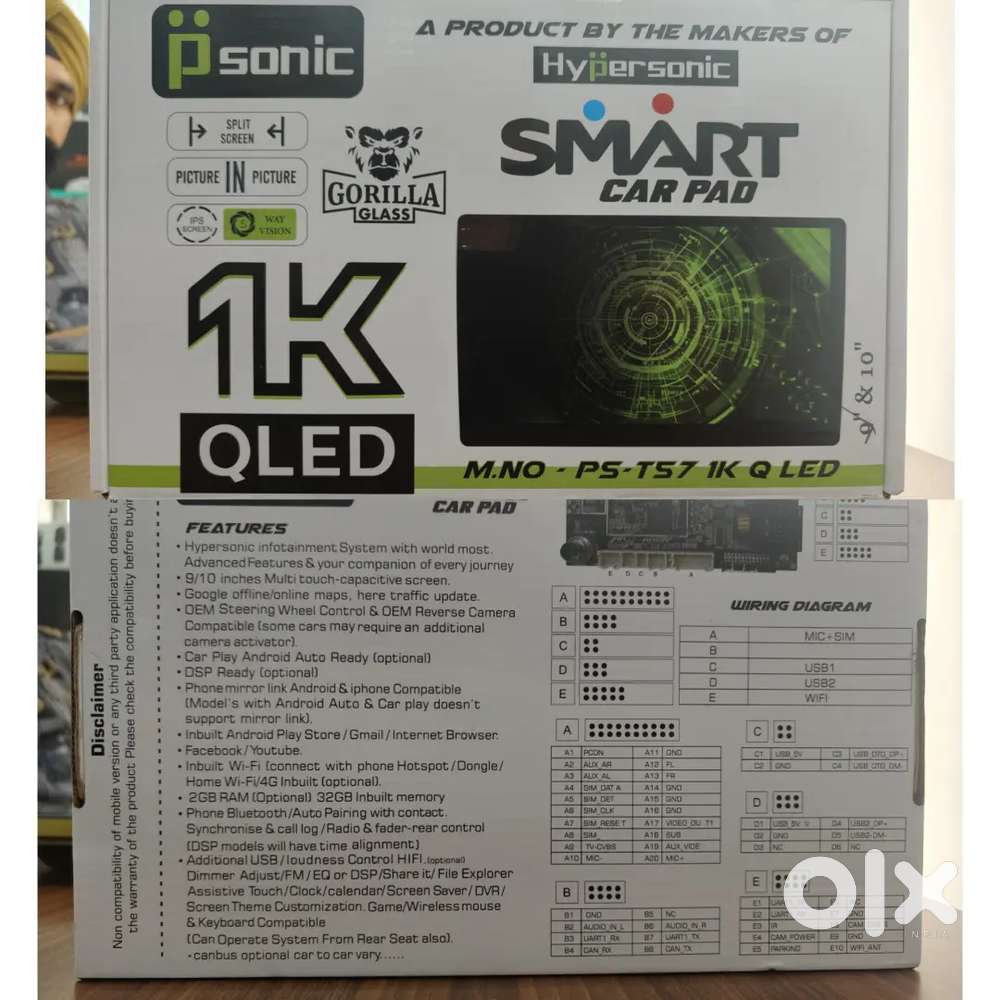 Psonic
A PRODUCT BY THE MAKERS OF
Hypersonic
SPLIT
SCREEN
PICTURE IN PICTURE
IPS
SCREEN
5
WAY
VISION
GORILLA
GLASS
SMART
CAR PAD
1K
QLED
9" & 10"
M.NO - PS-TS7 1K Q LED
CAR PAD
Disclaimer
Non compatibility of mobile version or any third party application doesn't
the warranty of the product Please check the compatibility before buying
FEATURES
• Hypersonic infotainment System with world most.
Advanced Features & your companion of every journey
• 9/10 inches Multi touch-capacitive screen.
• Google offline/online maps, here traffic update.
• OEM Steering Wheel Control & OEM Reverse Camera
Compatible (some cars may require an additional
camera activator).
• Car Play Android Auto Ready (optional)
• DSP Ready (optional)
• Phone mirror link Android & iphone Compatible
(Model's with Android Auto & Car play doesn't
support mirror link).
• Inbuilt Android Play Store / Gmail / Internet Browser.
• Facebook / Youtube.
• Inbuilt Wi-Fi (connect with phone Hotspot / Dongle/
Home Wi-Fi/4G Inbuilt (optional).
• 2GB RAM (Optional) 32GB Inbuilt memory
• Phone Bluetooth / Auto Pairing with contact.
Synchronise & call log / Radio & fader-rear control
(DSP models will have time alignment)
• Additional USB / loudness Control HIFI.(optional)
Dimmer Adjust/FM / EQ or DSP/Share it/ File Explorer
Assistive Touch/Clock/calendar/Screen Saver/ DVR/
Screen Theme Customization. Game/Wireless mouse
& Keyboard Compatible
(Can Operate System From Rear Seat also).
- canbus optional car to car vary......
C
D
E
E D C B A
A
B
C
D
E
WIRING DIAGRAM
A MIC+SIM
B
C USB1
D USB2
E WIFI
A
A1 PCON A11 GND
A2 AUX_AR A12 FL
A3 AUX_AL A13 FR
A4 SIM_DATA A14 GND
A5 SIM_DET A15 GND
A6 SIM_CLK A16 GND
A7 SIM_RESET A17 VIDEO_OUT1
A8 SIM_ A18 SUB
A9 TV-CVBS A19 AUX_VIDE
A10 MIC- A20 MIC+
B
B1 GND B5 NC
B2 AUDIO_IN_L B6 AUDIO_IN_R
B3 UART1_RX B7 UART1_TX
B4 CAN_RX B8 CAN_TX
C
C1 USB_5V C3 USB_OTG_DP+
C2 GND C4 USB_OTG_DM-
D
D1 USB_5V D4 USB2_DP+
D2 GND D5 USB2-DM-
D3 NC D6 NC
E
E1
E2 GND
E3 IR CAM
E4 CAM_POWER E9 GND
E5 PARKING E10 WIFI_ANT
olx
INDIA